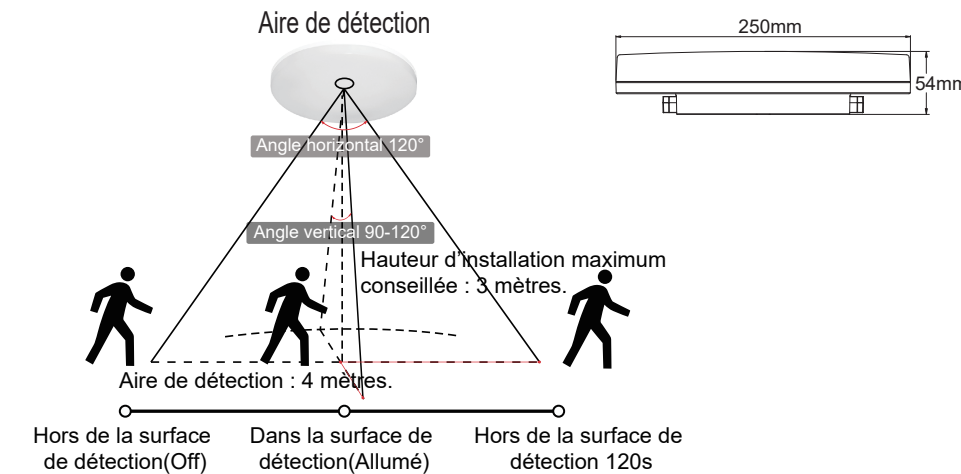 Aire de détection
250mm
54mm
Angle horizontal 120°
Angle vertical 90-120°
Hauteur d'installation maximum
conseillée : 3 mètres.
Aire de détection : 4 mètres.
Hors de la surface
de détection(Off)
Dans la surface de
détection(Allumé)
Hors de la surface de
détection 120s